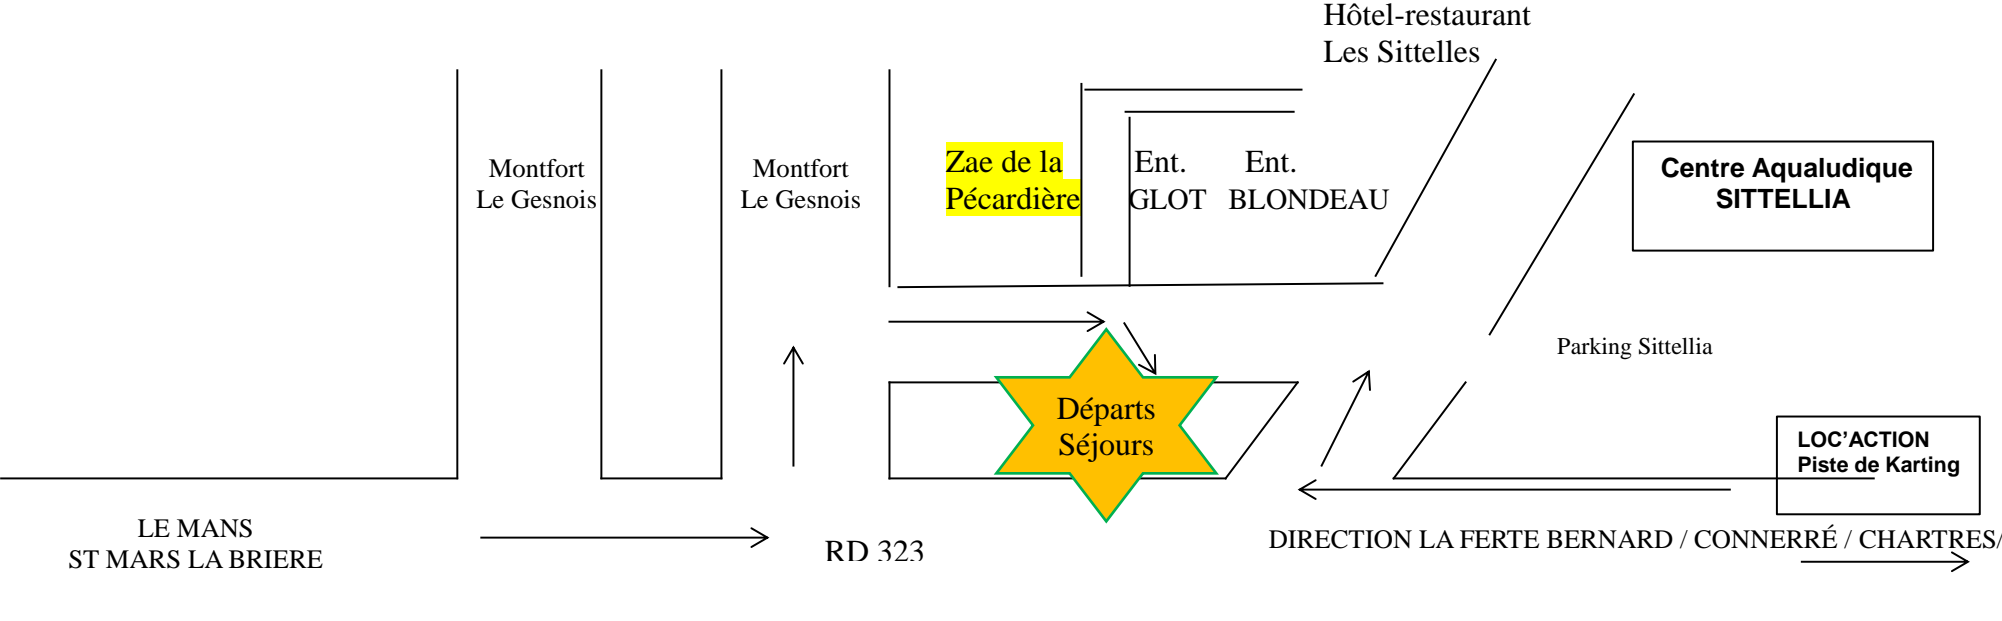 Hôtel-restaurant
Les Sittelles
Montfort
Le Gesnois
Montfort
Le Gesnois
Zae de la
Pécardière
Ent. Ent.
GLOT BLONDEAU
Centre Aqualudique
SITTELLIA
Parking Sittellia
Départs
Séjours
LOC'ACTION
Piste de Karting
LE MANS
ST MARS LA BRIERE
RD 323
DIRECTION LA FERTE BERNARD / CONNERRÉ / CHARTRES/